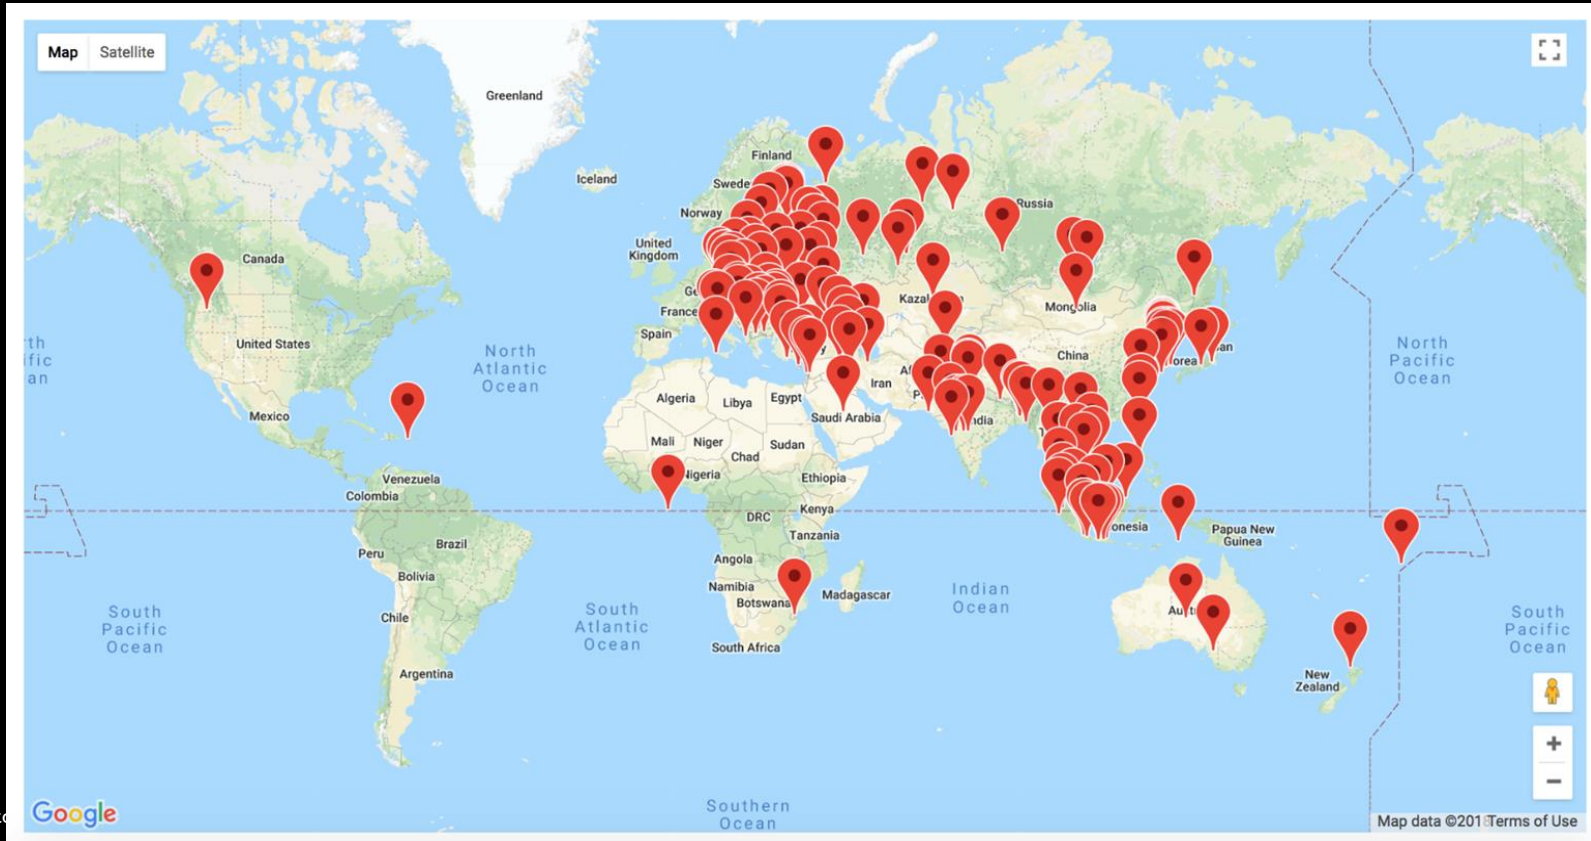 Map Satellite
Greenland
Iceland
Finland
Norway
Russia
United
Kingdom
Canada
France
Spain
United States
Mexico
North
Atlantic
Ocean
Mongolia
China
North
Pacific
Ocean
Algeria
Libya
Egypt
Iran
Saudi Arabia
Mali
Niger
Chad
Sudan
Ethiopia
Venezuela
Colombia
DRC
Kenya
Tanzania
Papua New
Guinea
Peru
Brazil
Bolivia
Angola
Namibia
Botswana
Madagascar
Indian
Ocean
South
Pacific
Ocean
Chile
South
Atlantic
Ocean
South
Pacific
Ocean
South Africa
Argentina
New
Zealand
Southern
Ocean
Google
Map data ©201 Terms of Use